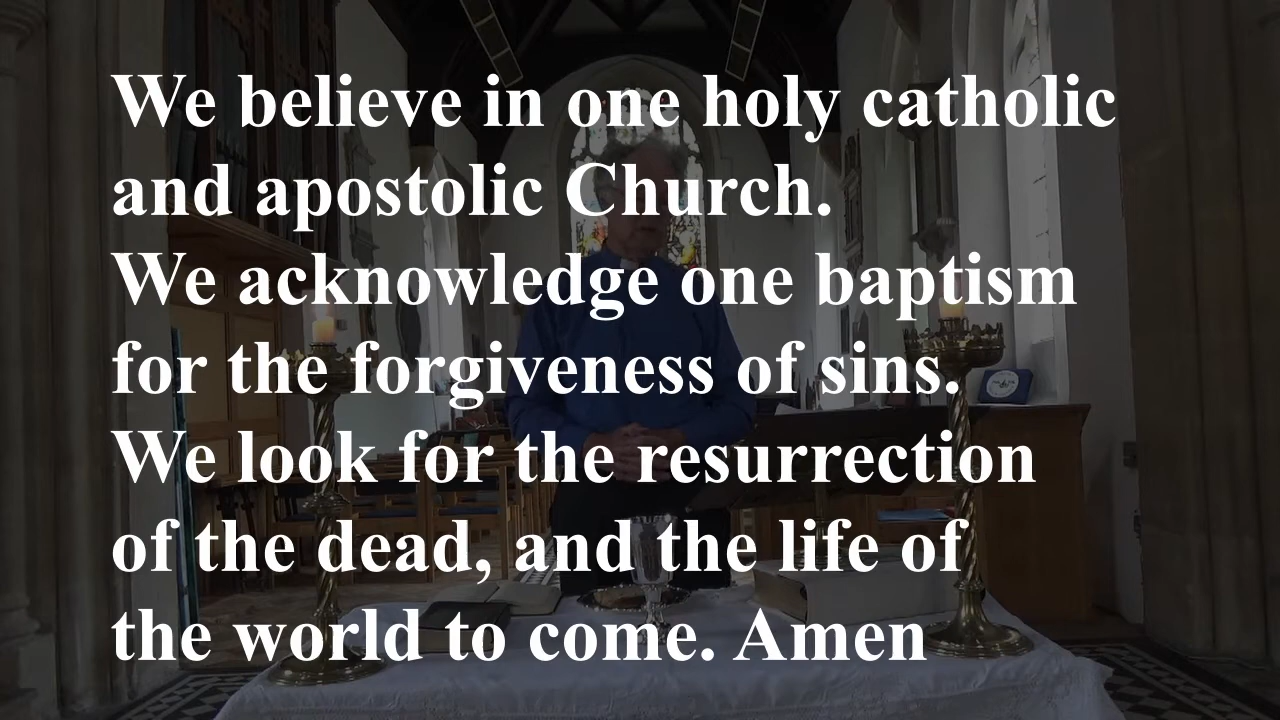 We believe in one holy catholic
and apostolic Church.
We acknowledge one baptism
for the forgiveness of sins.
We look for the resurrection
of the dead, and the life of
the world to come. Amen